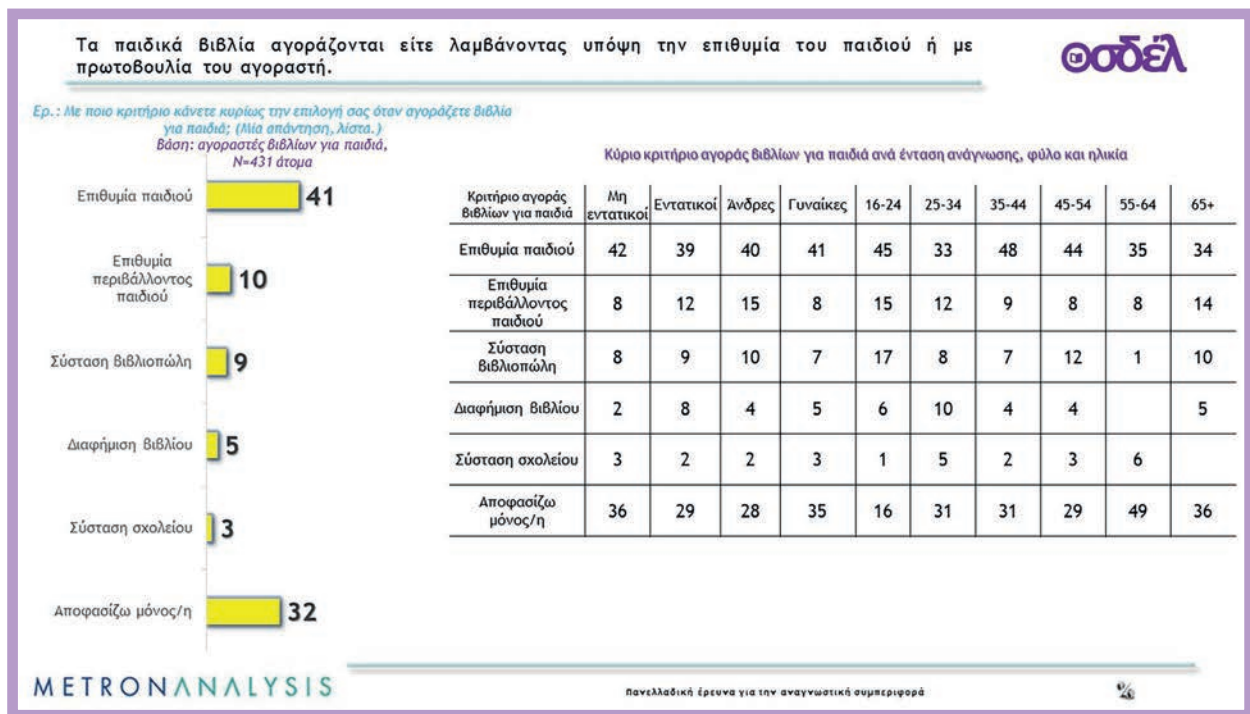 Τα παιδικά βιβλία αγοράζονται είτε λαμβάνοντας υπόψη την επιθυμία του παιδιού ή με
πρωτοβουλία του αγοραστή.
οσδέλ
Ερ.: Με ποιο κριτήριο κάνετε κυρίως την επιλογή σας όταν αγοράζετε βιβλία
για παιδιά; (Μία απάντηση, λίστα.)
Βάση: αγοραστές βιβλίων για παιδιά,
N=431 άτομα
Επιθυμία παιδιού 41
Επιθυμία
περιβάλλοντος
παιδιού
10
Σύσταση βιβλιοπώλη 9
Διαφήμιση βιβλίου 5
Σύσταση σχολείου 3
Αποφασίζω μόνος/η 32
Κύριο κριτήριο αγοράς βιβλίων για παιδιά ανά ένταση ανάγνωσης, φύλο και ηλικία
Κριτήριο αγοράς
βιβλίων για παιδιά
Μη
εντατικοί
Εντατικοί Άνδρες Γυναίκες 16-24 25-34 35-44 45-54 55-64 65+
Επιθυμία παιδιού 42 39 40 41 45 33 48 44 35 34
Επιθυμία
περιβάλλοντος
παιδιού
8 12 15 8 15 12 9 8 8 14
Σύσταση
βιβλιοπώλη
8 9 10 7 17 8 7 12 1 10
Διαφήμιση βιβλίου 2 8 4 5 6 10 4 4 5
Σύσταση σχολείου 3 2 2 3 1 5 2 3 6
Αποφασίζω
μόνος/η
36 29 28 35 16 31 31 29 49 36
METRON ANALYSIS
Πανελλαδική έρευνα για την αναγνωστική συμπεριφορά
%